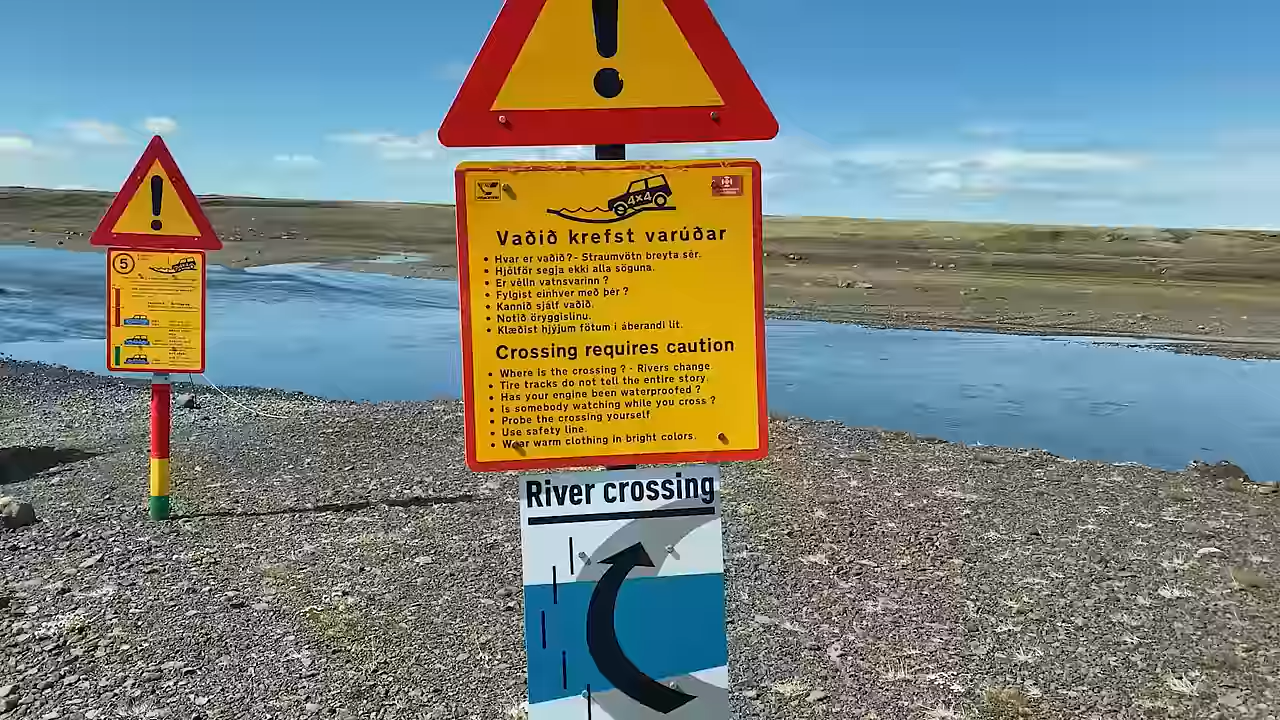 4x4
Vaðið krefst varúðar
• Hvar er vaðið? - Straumvötn breyta sér.
• Hjólför segja ekki alla söguna.
• Er vélin vatnsvarinn ?
• Fylgist einhver með þér ?
• Kannið sjálf vaðið.
• Notið öryggislínu.
• Klæðist hlýjum fötum í áberandi lit.
Crossing requires caution
• Where is the crossing ? - Rivers change.
• Tire tracks do not tell the entire story.
• Has your engine been waterproofed ?
• Is somebody watching while you cross ?
• Probe the crossing yourself
• Use safety line.
• Wear warm clothing in bright colors.
River crossing
5